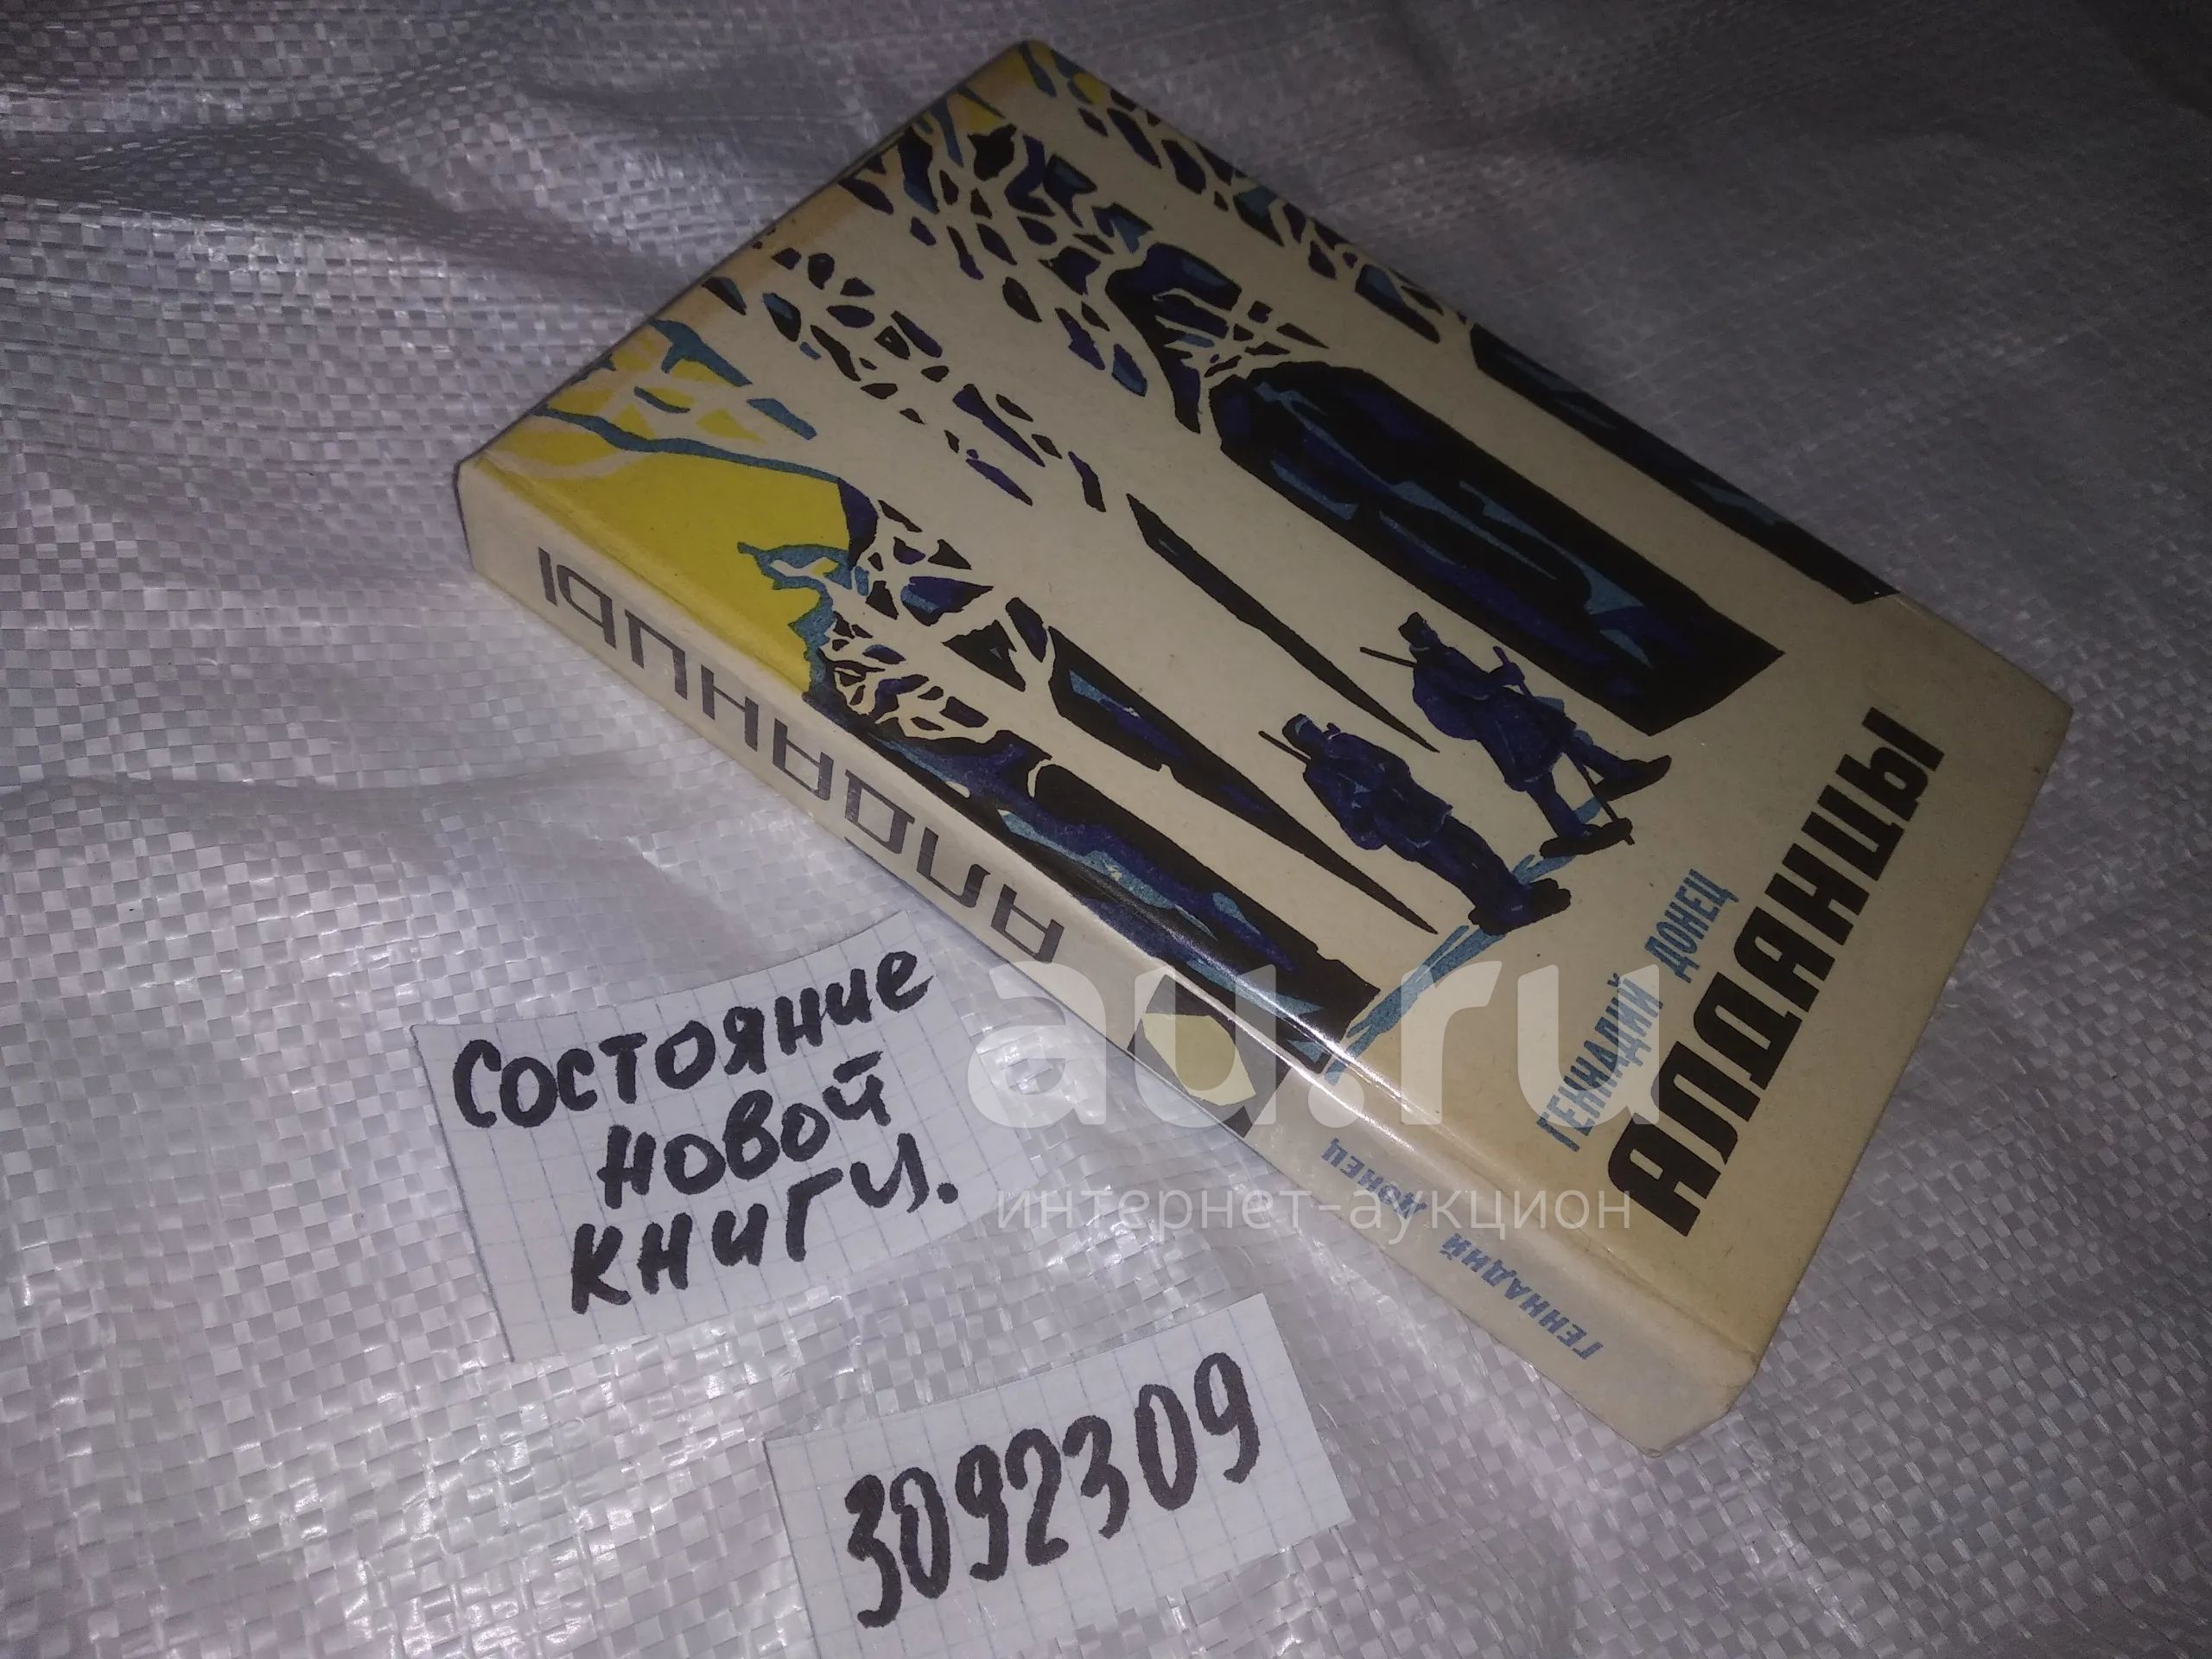 ГЕННАДИЙ ДОНЕЦ
АЛДАНЦЫ
ГЕННАДИЙ ДОНЕЦ
АЛДАНЦЫ
au.ru
интернет-аукцион
Состояние
новой
книги.
3092309